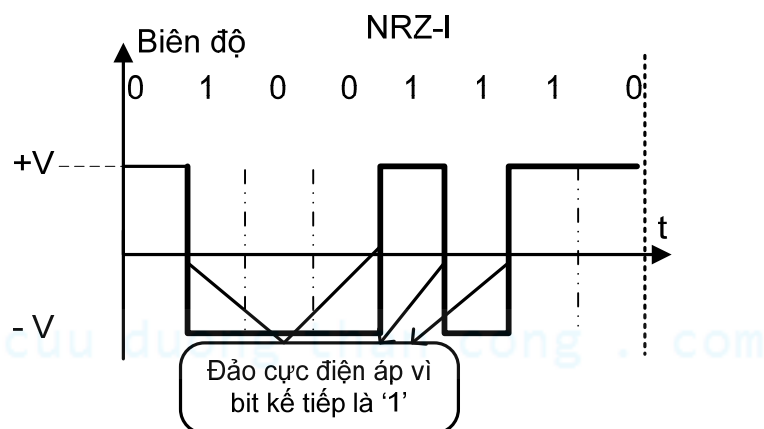 NRZ-I
Biên độ
0 1 0 0 1 1 1 0
+V
t
- V
cuu duong than cong . com
Đảo cực điện áp vì
bit kế tiếp là ‘1’